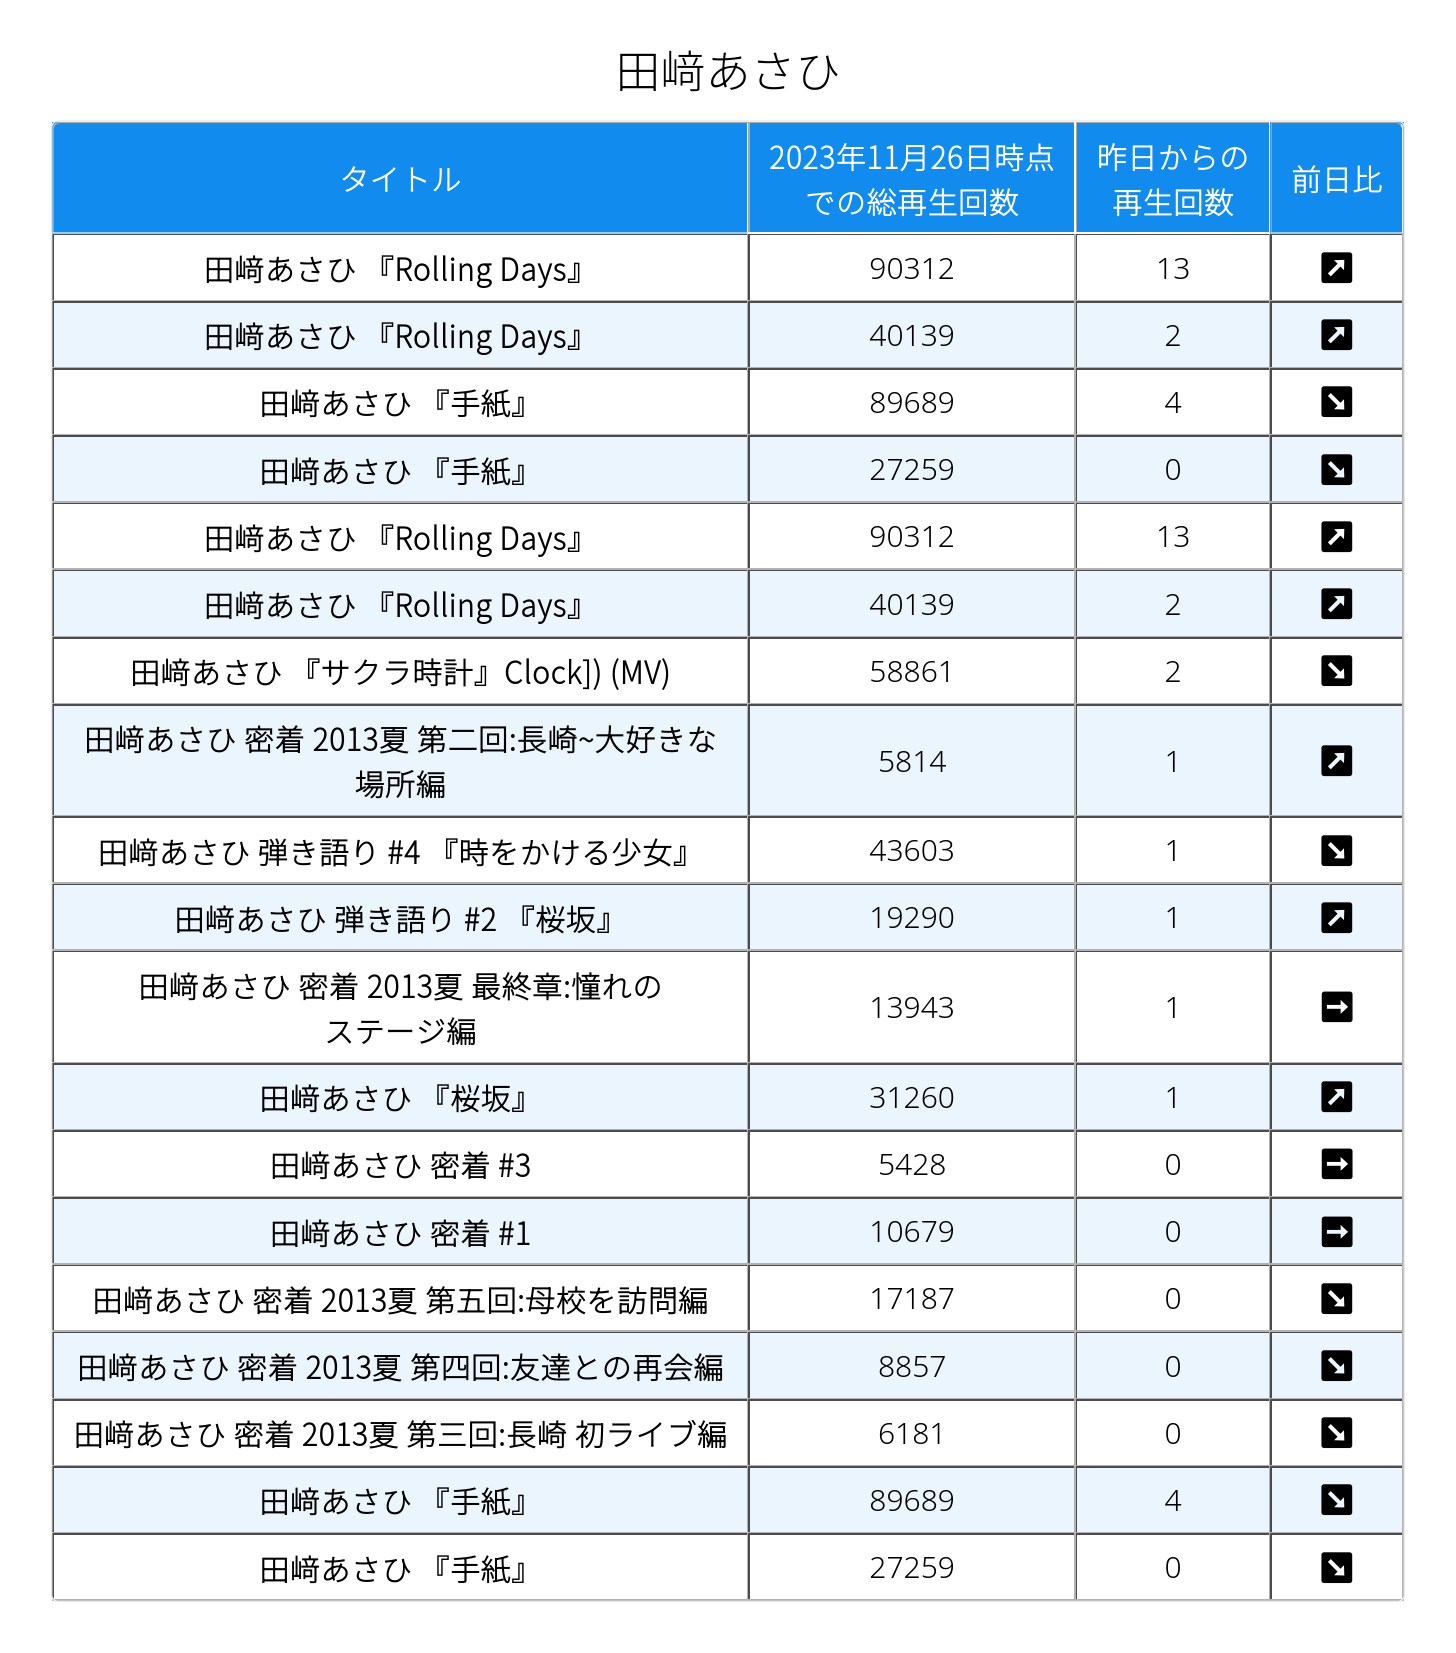 田﨑あさひ
タイトル
2023年11月26日時点
での総再生回数
昨日からの
再生回数
前日比
田﨑あさひ 『Rolling Days』 90312 13 ↗
田﨑あさひ 『Rolling Days』 40139 2 ↗
田﨑あさひ 『手紙』 89689 4 ↘
田﨑あさひ 『手紙』 27259 0 ↘
田﨑あさひ 『Rolling Days』 90312 13 ↗
田﨑あさひ 『Rolling Days』 40139 2 ↗
田﨑あさひ 『サクラ時計』Clock]) (MV) 58861 2 ↘
田﨑あさひ 密着 2013夏 第二回:長崎~大好きな
場所編 5814 1 ↗
田﨑あさひ 弾き語り #4 『時をかける少女』 43603 1 ↘
田﨑あさひ 弾き語り #2 『桜坂』 19290 1 ↗
田﨑あさひ 密着 2013夏 最終章:憧れの
ステージ編 13943 1 →
田﨑あさひ 『桜坂』 31260 1 ↗
田﨑あさひ 密着 #3 5428 0 →
田﨑あさひ 密着 #1 10679 0 →
田﨑あさひ 密着 2013夏 第五回:母校を訪問編 17187 0 ↘
田﨑あさひ 密着 2013夏 第四回:友達との再会編 8857 0 ↘
田﨑あさひ 密着 2013夏 第三回:長崎 初ライブ編 6181 0 ↘
田﨑あさひ 『手紙』 89689 4 ↘
田﨑あさひ 『手紙』 27259 0 ↘